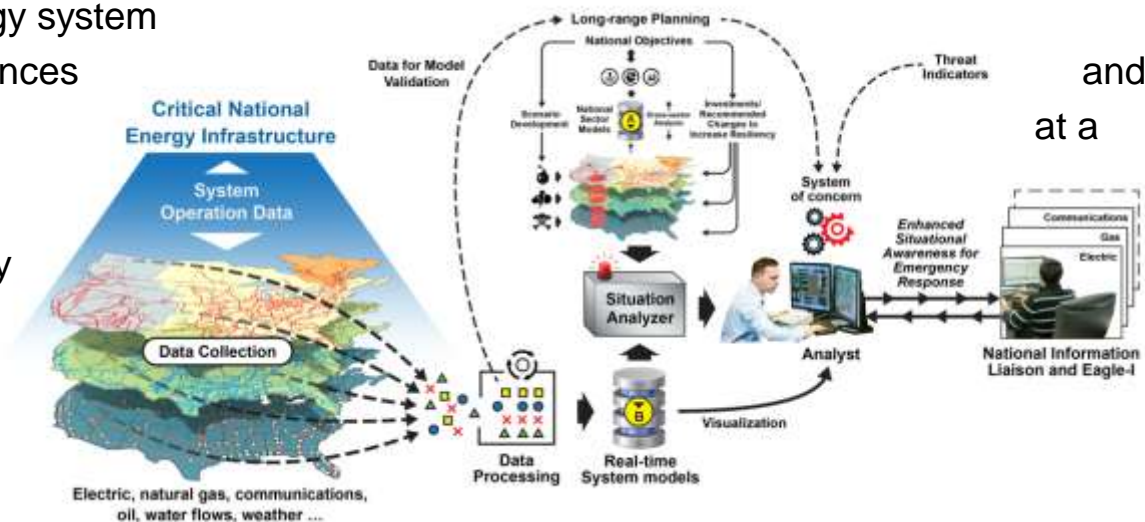 gy system
nces
and
at a
y
Long-range Planning
National Objectives
Data for Model
Validation
Threat
Indicators
Scenario
Development
National
Sector
Models
A
Cross-sector
Analysis
Investments/
Recommended
Changes to
Increase Resiliency
Critical National
Energy Infrastructure
System
Operation Data
Data Collection
Electric, natural gas, communications,
oil, water flows, weather ...
Data
Processing
Situation
Analyzer
B
Real-time
System models
Visualization
System
of concern
Analyst
Enhanced
Situational
Awareness for
Emergency
Response
Communications
Gas
Electric
National Information
Liaison and Eagle-I